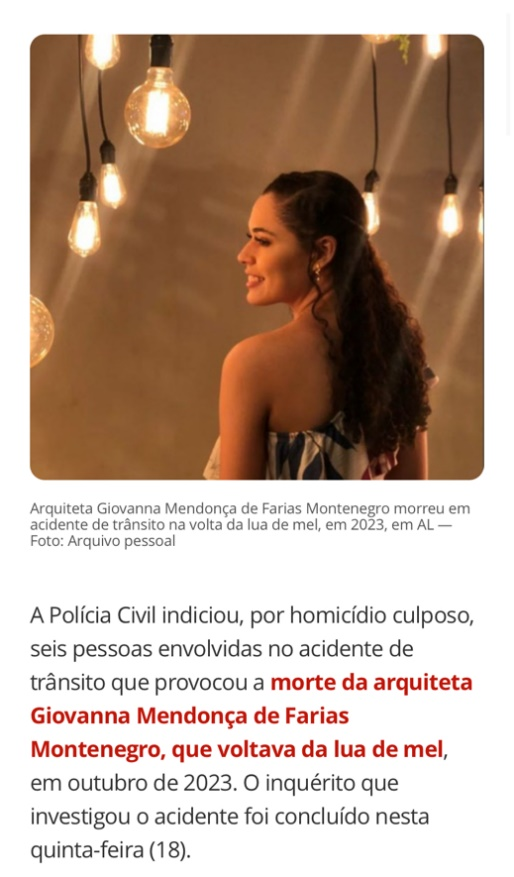 Arquiteta Giovanna Mendonça de Farias Montenegro morreu em
acidente de trânsito na volta da lua de mel, em 2023, em AL —
Foto: Arquivo pessoal
A Polícia Civil indiciou, por homicídio culposo,
seis pessoas envolvidas no acidente de
trânsito que provocou a morte da arquiteta
Giovanna Mendonça de Farias
Montenegro, que voltava da lua de mel,
em outubro de 2023. O inquérito que
investigou o acidente foi concluído nesta
quinta-feira (18).